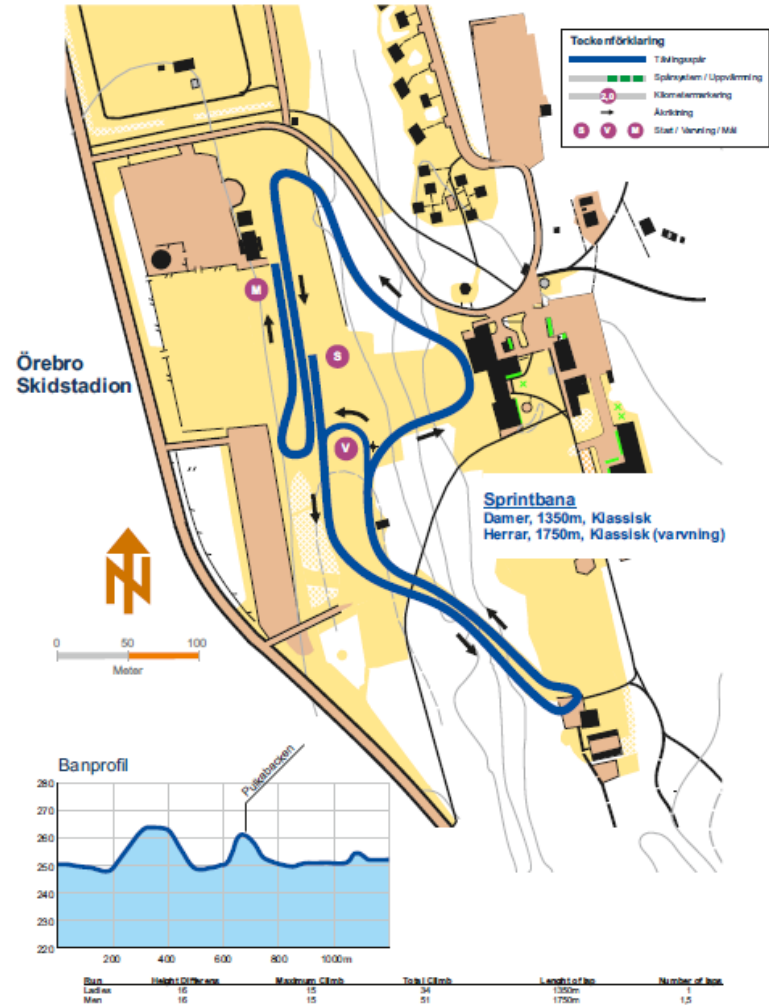 Teckenförklaring
Tävlingsspår
Spårsystem / Uppvärmning
2,0 Kilometermarkering
Åkriktning
S V M Start / Varvning / Mål
M
S
V
Örebro
Skidstadion
Sprintbana
Damer, 1350m, Klassisk
Herrar, 1750m, Klassisk (varvning)
N
0 50 100
Meter
Banprofil
Pulkabacken
280
270
260
250
240
230
220
200 400 600 800 1000m
Run Height Differens Maximum Climb Total Climb Lenght of lap Number of laps
Ladies 16 15 34 1350m 1
Men 16 15 51 1750m 1,5